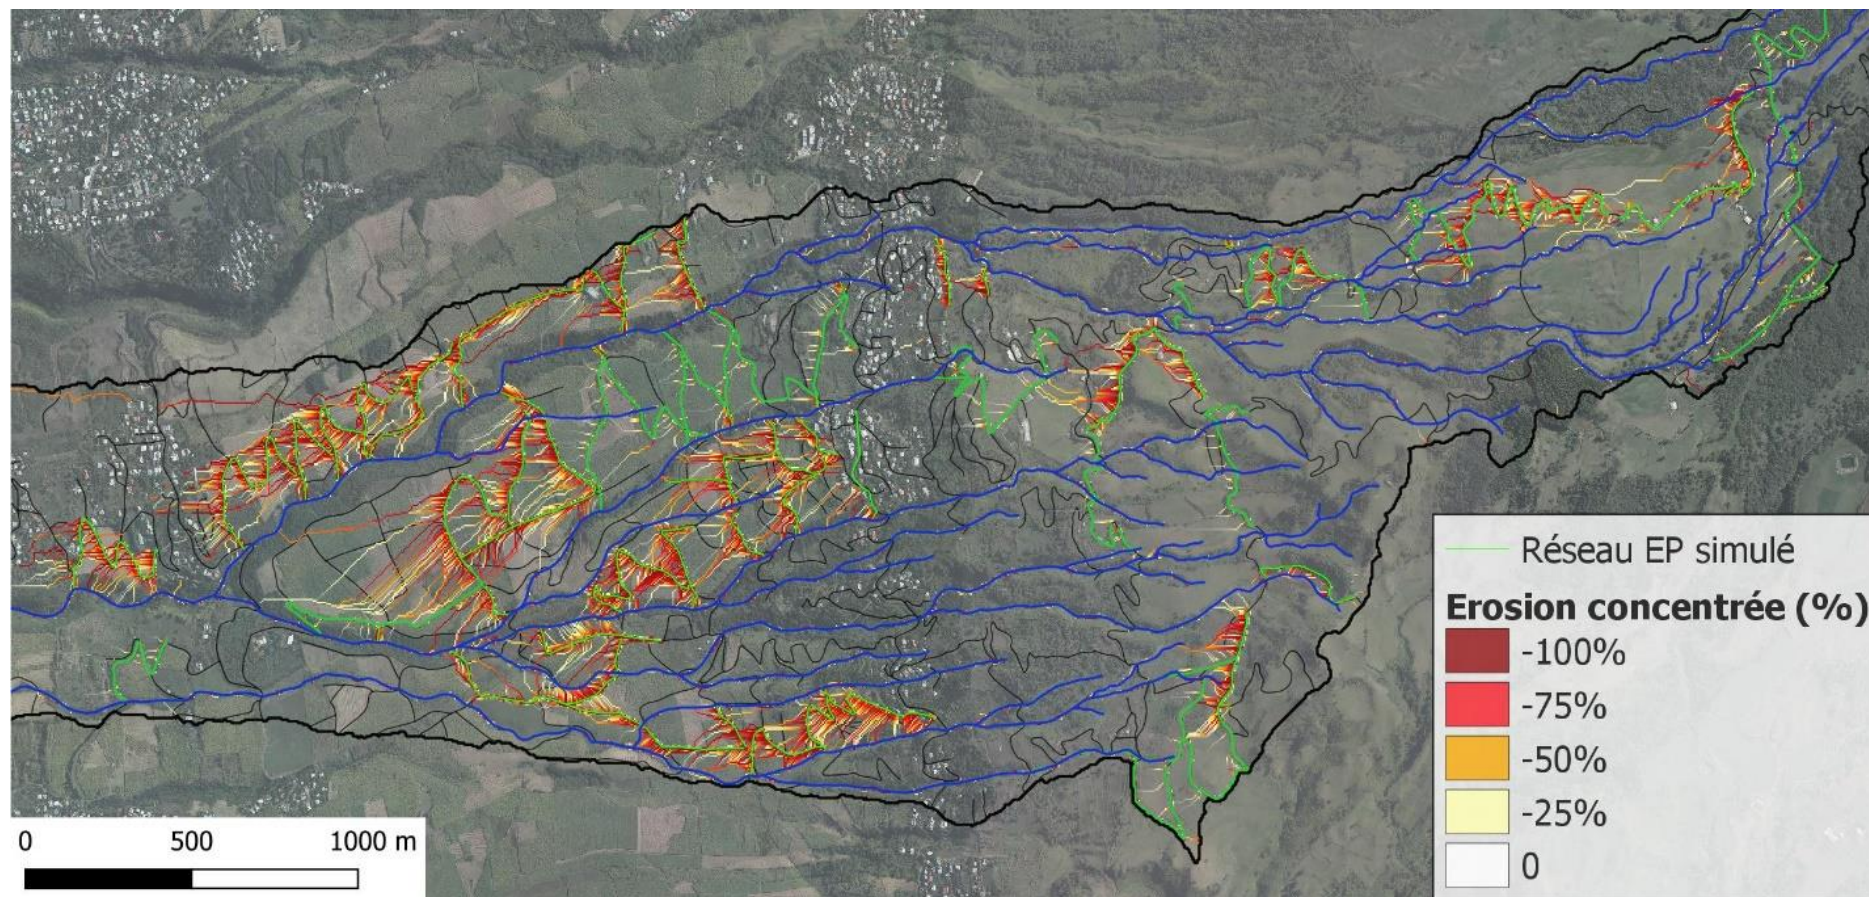 Réseau EP simulé
Erosion concentrée (%)
-100%
-75%
-50%
-25%
0
0 500 1000 m